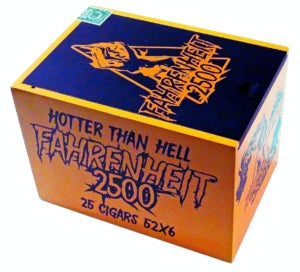 FAHRENHEIT
2500
HOTTER THAN HELL
FAHRENHEIT
2500
25 CIGARS 52X6